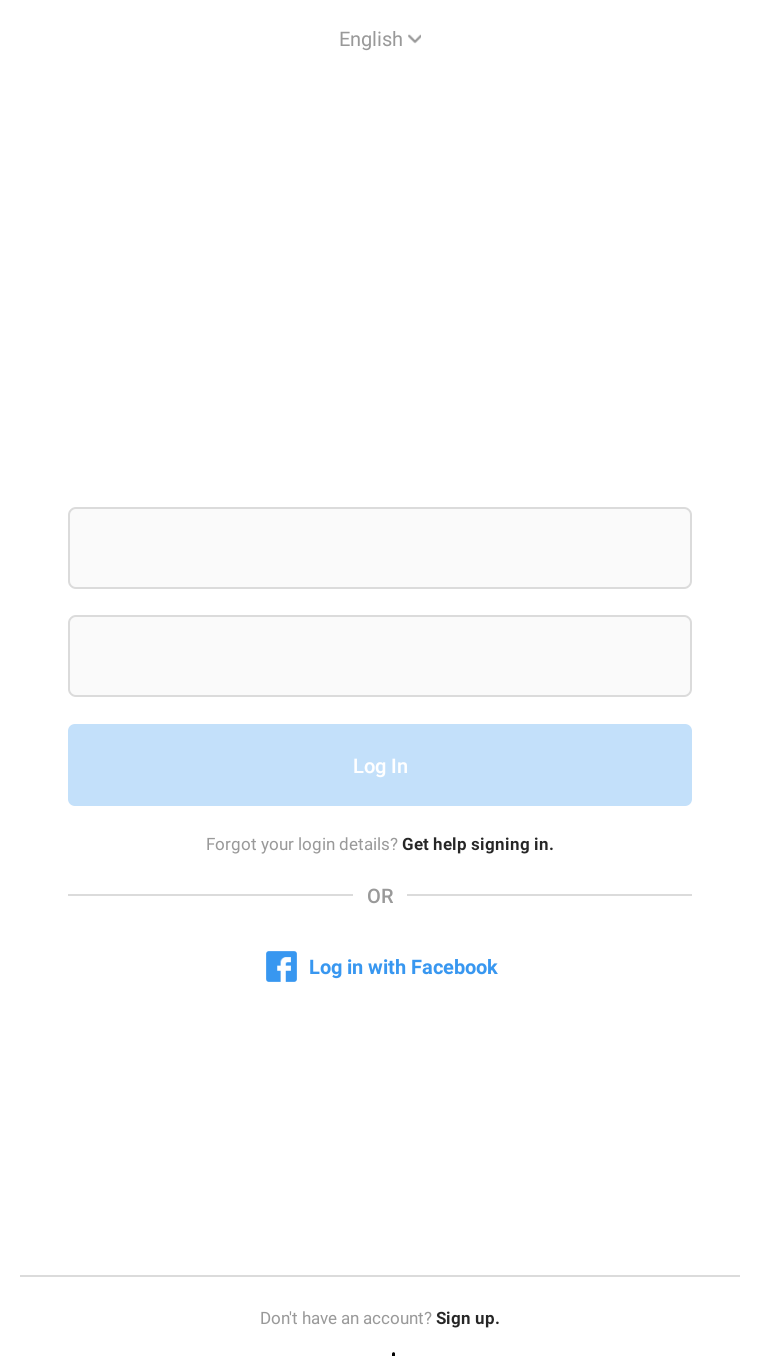 English
Log In
Forgot your login details? Get help signing in.
OR
Log in with Facebook
Don't have an account? Sign up.